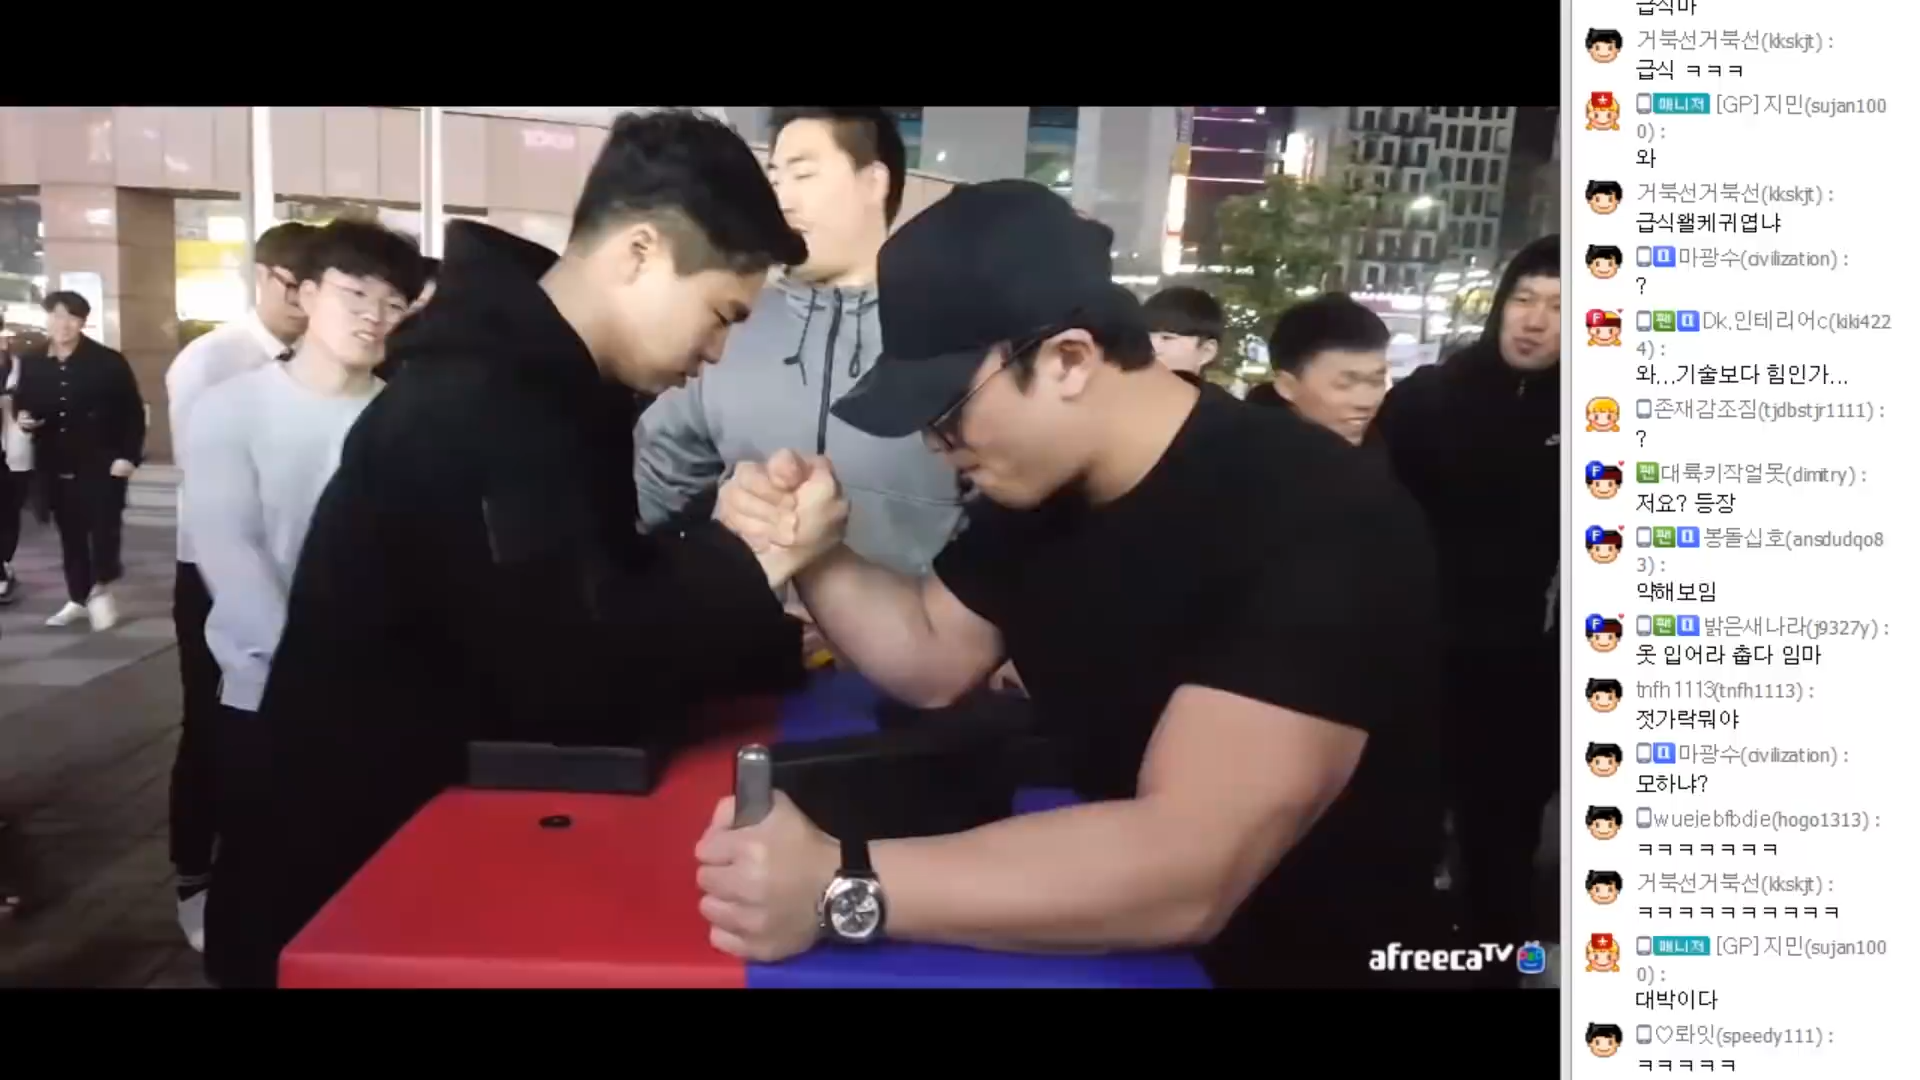 급식마
거북선거북선(kkskjt) :
급식 ㅋㅋㅋ
매니저 [GP] 지민(sujan100
0) :
와
거북선거북선(kkskjt) :
급식왤케귀엽냐
마광수(civilization) :
?
팬 Dk.인테리어c(kiki422
4) :
와...기술보다 힘인가...
존재감조짐(tjdbstjr1111) :
?
팬 대륙키작얼못(dimitry) :
저요? 등장
팬 봉돌십호(ansdudqo8
3) :
약해보임
팬 밝은새나라(j9327y) :
옷 입어라 춥다 임마
tnfh1113(tnfh1113) :
젓가락뭐야
마광수(civilization) :
모하냐?
wuejebfbdje(hogo1313) :
ㅋㅋㅋㅋㅋㅋㅋ
거북선거북선(kkskjt) :
ㅋㅋㅋㅋㅋㅋㅋㅋㅋㅋ
매니저 [GP] 지민(sujan100
0) :
대박이다
♡롸잇(speedy111) :
ㅋㅋㅋㅋㅋ
afreecaTV